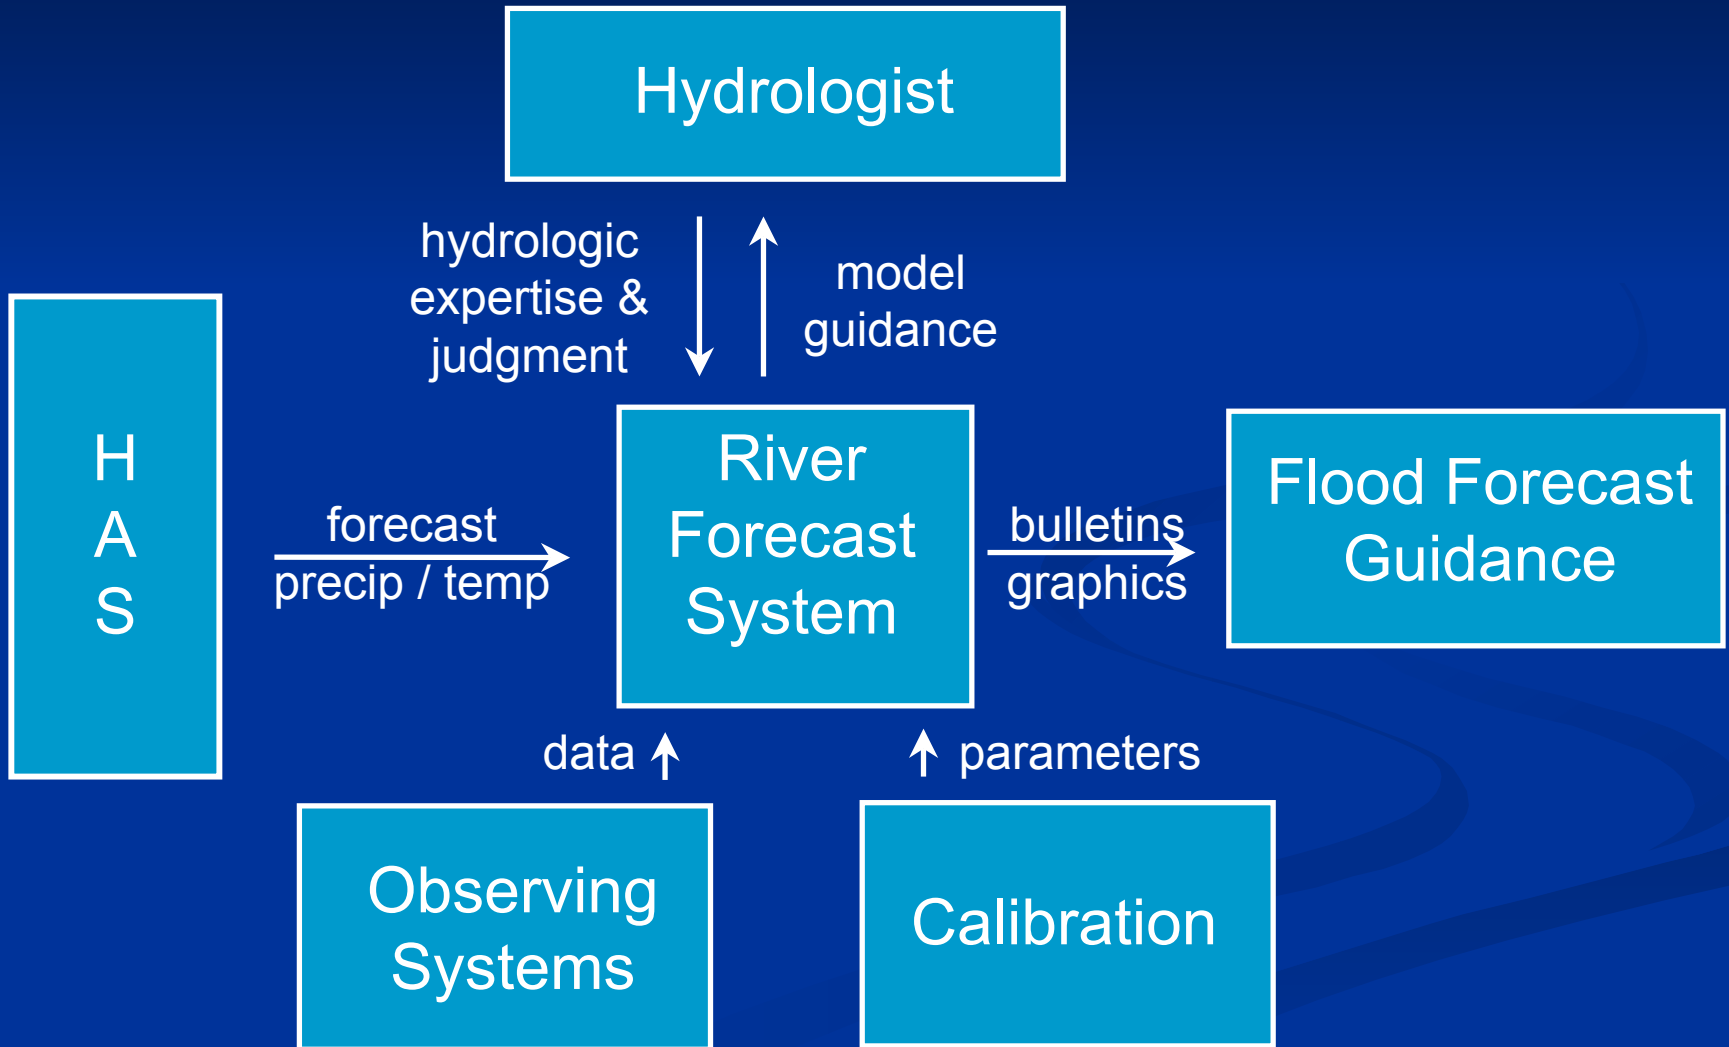 Hydrologist
hydrologic
expertise &
judgment
model
guidance
H
A
S
forecast
precip / temp
River
Forecast
System
bulletins
graphics
Flood Forecast
Guidance
data
parameters
Observing
Systems
Calibration